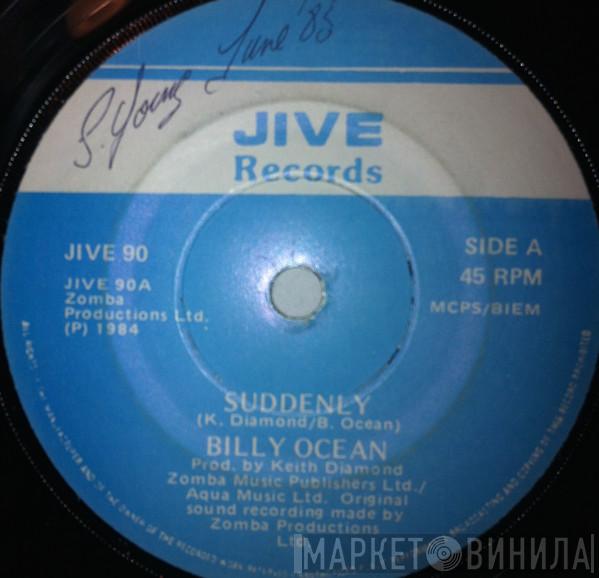 S. Young June '85
JIVE
Records
JIVE 90
JIVE 90A
Zomba
Productions Ltd.
(P) 1984
SIDE A
45 RPM
MCPS/BIEM
SUDDENLY
(K. Diamond/B. Ocean)
BILLY OCEAN
Prod. by Keith Diamond
Zomba Music Publishers Ltd./
Aqua Music Ltd. Original
sound recording made by
Zomba Productions
Ltd.
МАРКЕТ ВИНИЛА